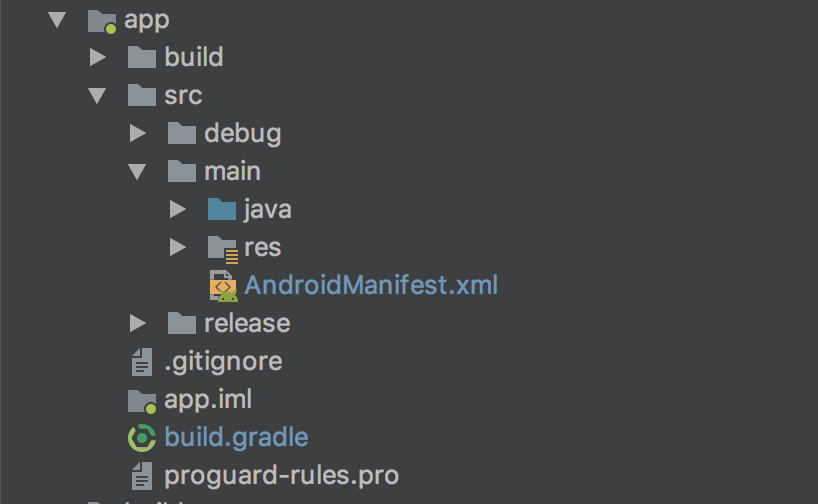 app
build
src
debug
main
java
res
AndroidManifest.xml
release
.gitignore
app.iml
build.gradle
proguard-rules.pro